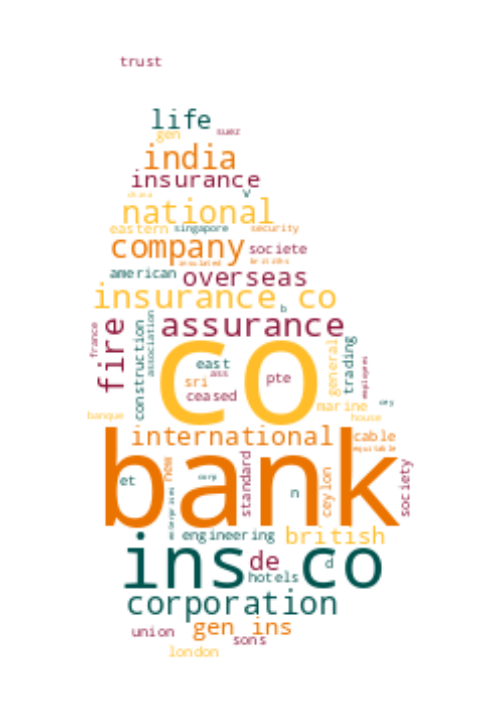 trust
life
gen
suez
india
insurance
v
national
eastern
singapore
security
company
societe
insulated
american
overseas
insurance co
b
assurance
fire
france
construction
association
co
east
ass
sri
pte
ceased
general
trading
employees
marine
cey
banque
house
international
cable
equitable
bank
et
new
enterprises
corp
standard
n
ceylon
society
engineering
british
ins co
de
d
hotels
corporation
union
gen ins
sons
london